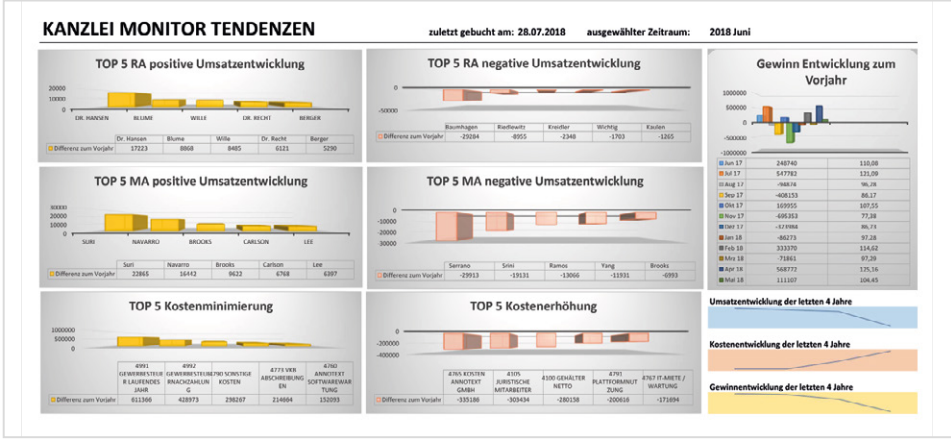 KANZLEI MONITOR TENDENZEN
zuletzt gebucht am: 28.07.2018 ausgewählter Zeitraum: 2018 Juni
TOP 5 RA positive Umsatzentwicklung
20000
10000
0
DR. HANSEN BLUME WILLE DR. RECHT BERGER
Dr. Hansen Blume Wille Dr. Recht Berger
Differenz zum Vorjahr 17223 8868 8485 6121 5290
TOP 5 RA negative Umsatzentwicklung
0
-50000
Baumhagen Riedlewitz Kreidler Wichtig Kaulen
Differenz zum Vorjahr -29284 -8955 -2348 -1703 -1265
Gewinn Entwicklung zum
Vorjahr
1000000
500000
0
-500000
-1000000
Jun 17 248740 110,08
Jul 17 547782 121,09
Aug 17 -94874 96,28
Sep 17 -408153 86,17
Okt 17 169955 107,55
Nov 17 -695353 77,38
Dez 17 -323984 86,73
Jan 18 -86273 97,28
Feb 18 333370 114,62
Mrz 18 -71861 97,39
Apr 18 568772 125,16
Mai 18 111107 104,45
TOP 5 MA positive Umsatzentwicklung
30000
20000
10000
0
SURI NAVARRO BROOKS CARLSON LEE
Suri Navarro Brooks Carlson Lee
Differenz zum Vorjahr 22865 16442 9622 6768 6397
TOP 5 MA negative Umsatzentwicklung
0
-10000
-20000
-30000
Serrano Srini Ramos Yang Brooks
Differenz zum Vorjahr -29913 -19131 -13066 -11931 -6993
TOP 5 Kostenminimierung
1000000
500000
0
4991 GEWERBESTEUER LAUFENDES JAHR
4992 GEWERBESTEUERNACHZAHLUNG
4790 SONSTIGE KOSTEN
4773 VKR ABSCHREIBUNGEN
4760 ANNOTEXT SOFTWAREWARTUNG
Differenz zum Vorjahr 611366 428973 298267 214664 152093
TOP 5 Kostenerhöhung
0
-200000
-400000
4765 KOSTEN ANNOTEXT GMBH
4105 JURISTISCHE MITARBEITER
4100 GEHÄLTER NETTO
4791 PLATTFORMNUTZUNG
4767 IT-MIETE / WARTUNG
Differenz zum Vorjahr -335186 -303434 -280158 -200616 -171694
Umsatzentwicklung der letzten 4 Jahre
Kostenentwicklung der letzten 4 Jahre
Gewinnentwicklung der letzten 4 Jahre